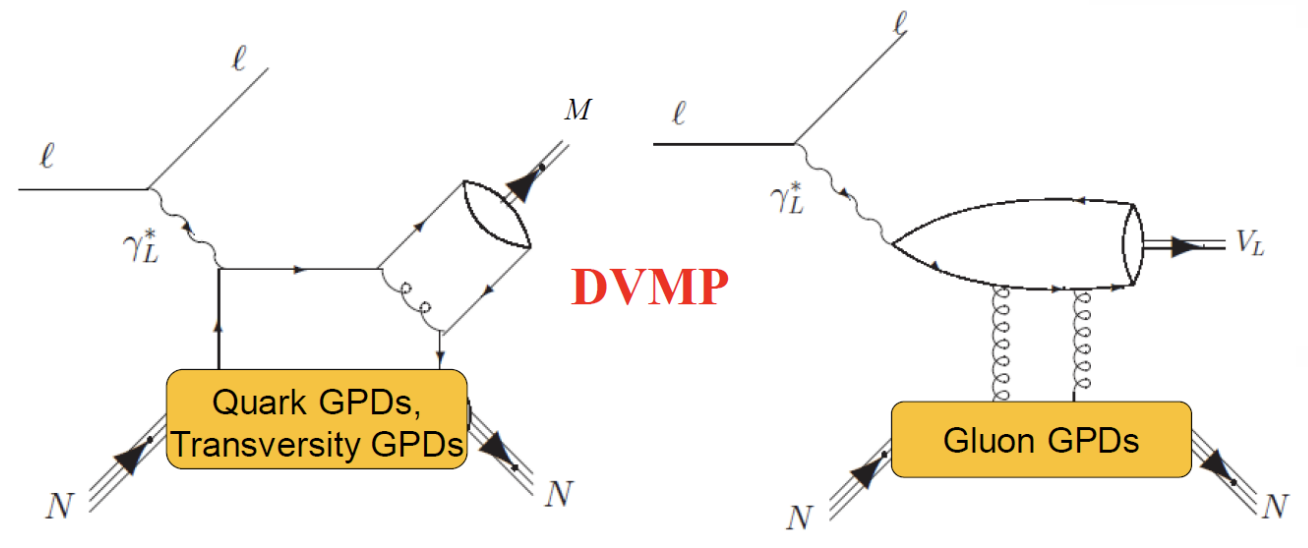 ℓ
ℓ
γ*L
M
Quark GPDs,
Transversity GPDs
N
N
DVMP
ℓ
ℓ
γ*L
VL
Gluon GPDs
N
N